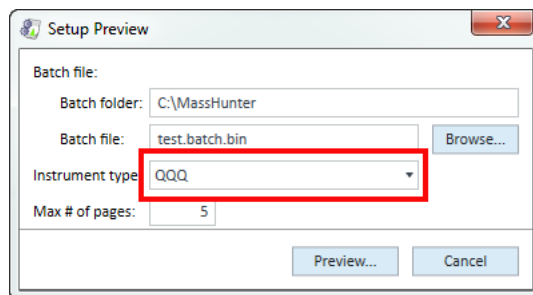 Setup Preview
Batch file:
Batch folder: C:\MassHunter
Batch file: test.batch.bin Browse...
Instrument type QQQ
Max # of pages: 5
Preview... Cancel